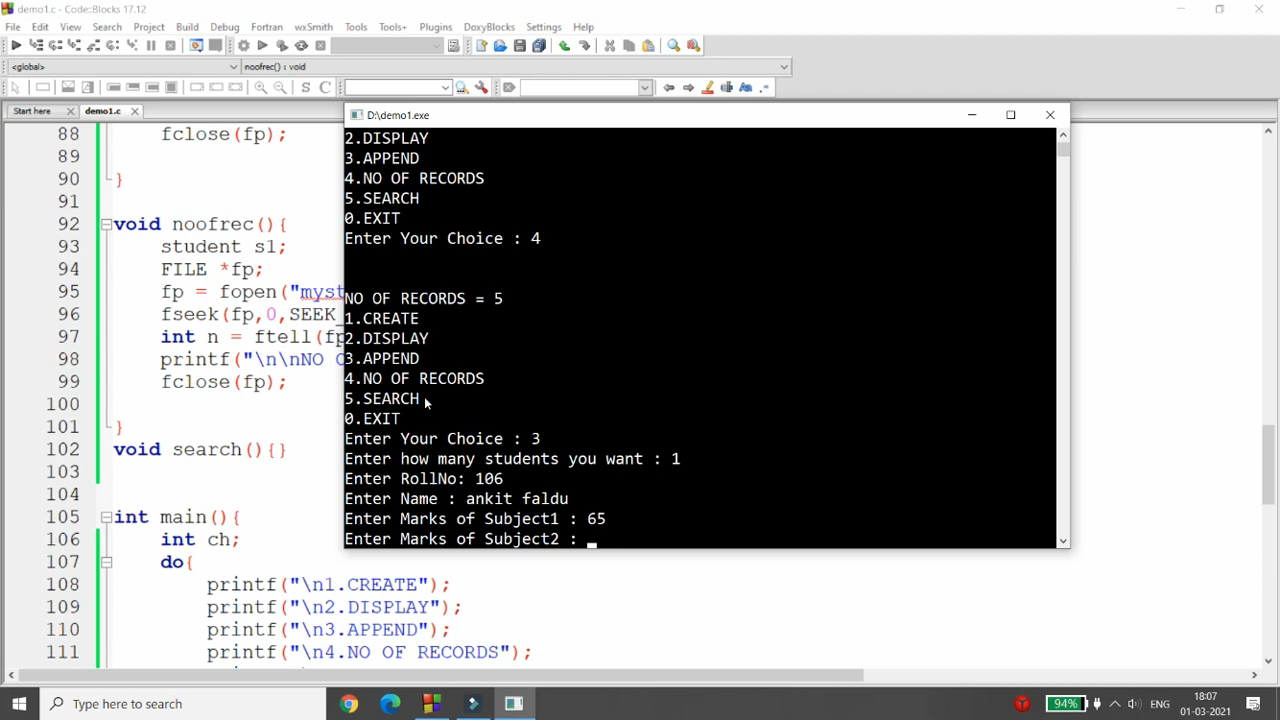 demo1.c - Code::Blocks 17.12
File Edit View Search Project Build Debug Fortran wxSmith Tools Tools+ Plugins DoxyBlocks Settings Help
<global> noofrec() : void
S C
Start here demo1.c
88 fclose(fp);
89
90 }
91
92 void noofrec(){
93 student s1;
94 FILE *fp;
95 fp = fopen("myst
96 fseek(fp,0,SEEK_
97 int n = ftell(fp
98 printf("\n\nNO O
99 fclose(fp);
100
101 }
102 void search(){}
103
104
105 int main(){
106 int ch;
107 do{
108 printf("\n1.CREATE");
109 printf("\n2.DISPLAY");
110 printf("\n3.APPEND");
111 printf("\n4.NO OF RECORDS");
D:\demo1.exe
2.DISPLAY
3.APPEND
4.NO OF RECORDS
5.SEARCH
0.EXIT
Enter Your Choice : 4
NO OF RECORDS = 5
1.CREATE
2.DISPLAY
3.APPEND
4.NO OF RECORDS
5.SEARCH
0.EXIT
Enter Your Choice : 3
Enter how many students you want : 1
Enter RollNo: 106
Enter Name : ankit faldu
Enter Marks of Subject1 : 65
Enter Marks of Subject2 :
Type here to search
94%
ENG
18:07
01-03-2021